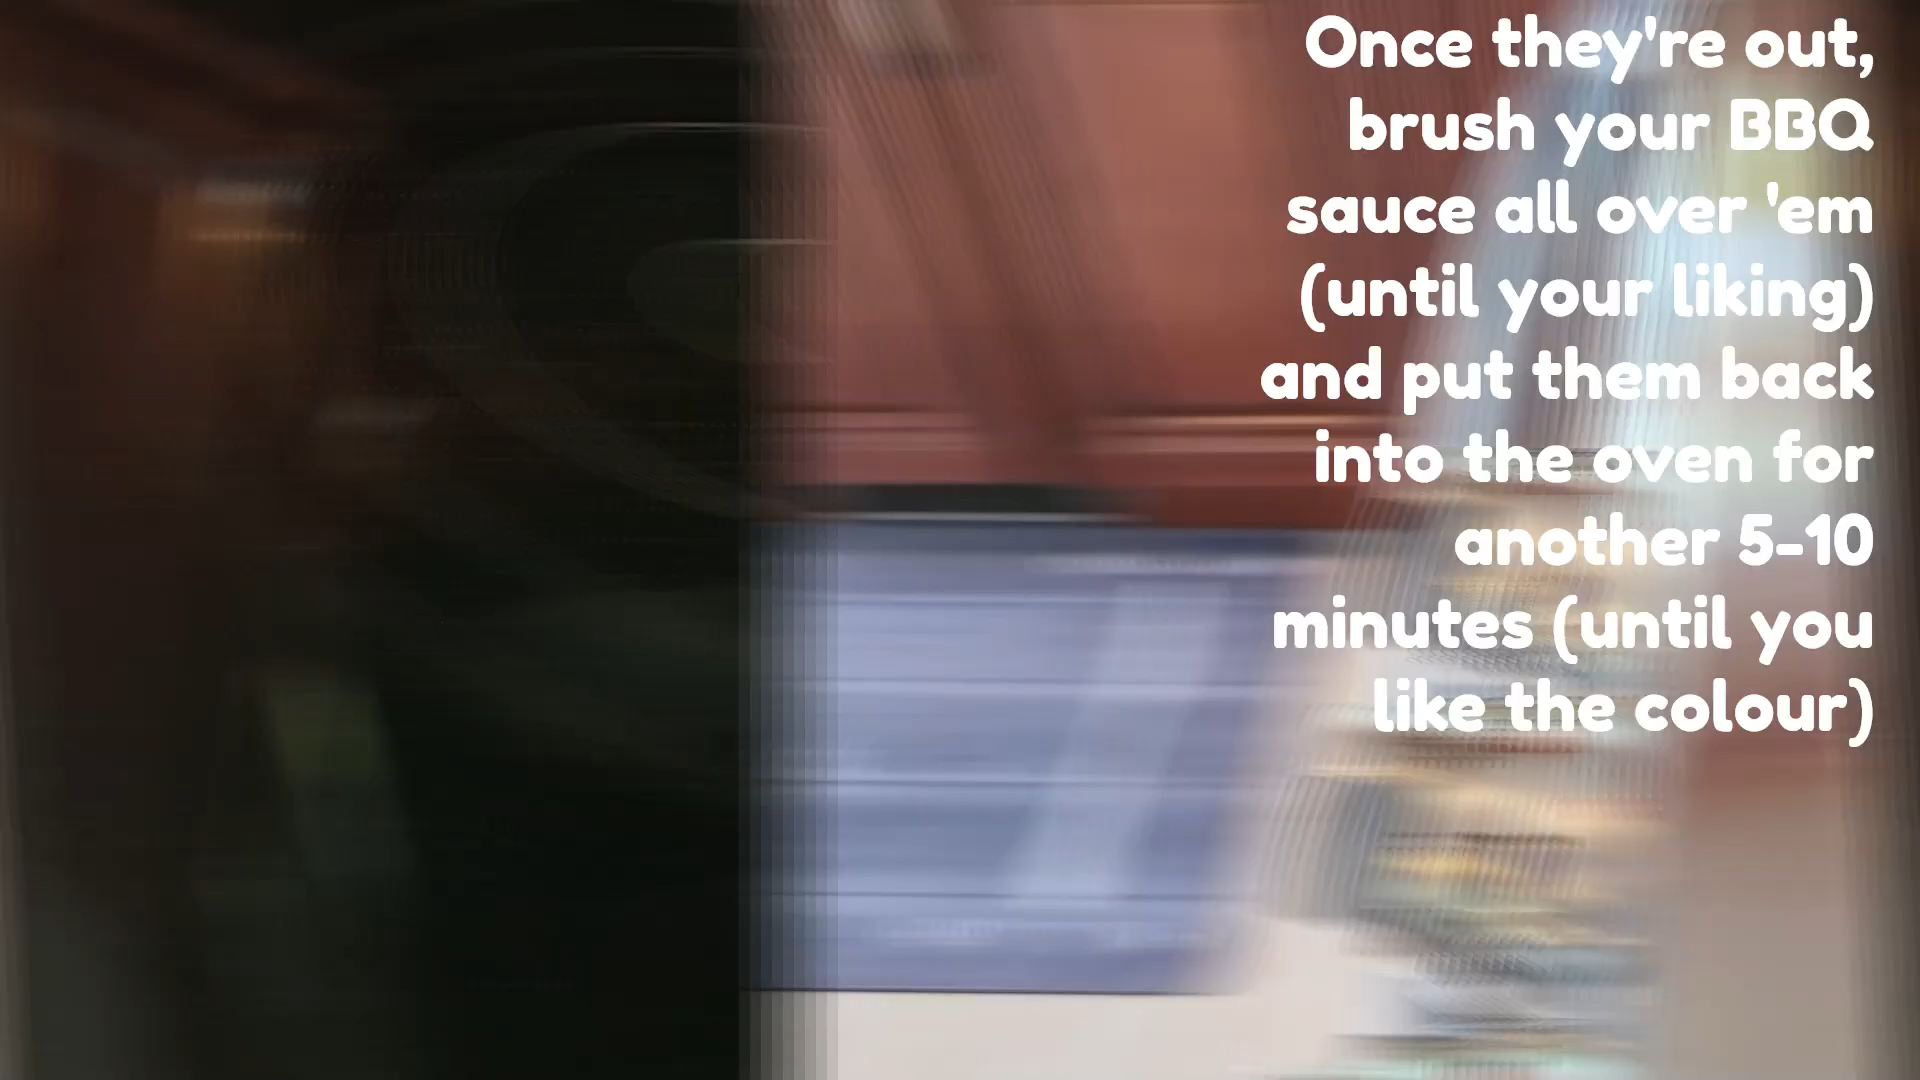 Once they're out,
brush your BBQ
sauce all over 'em
(until your liking)
and put them back
into the oven for
another 5-10
minutes (until you
like the colour)